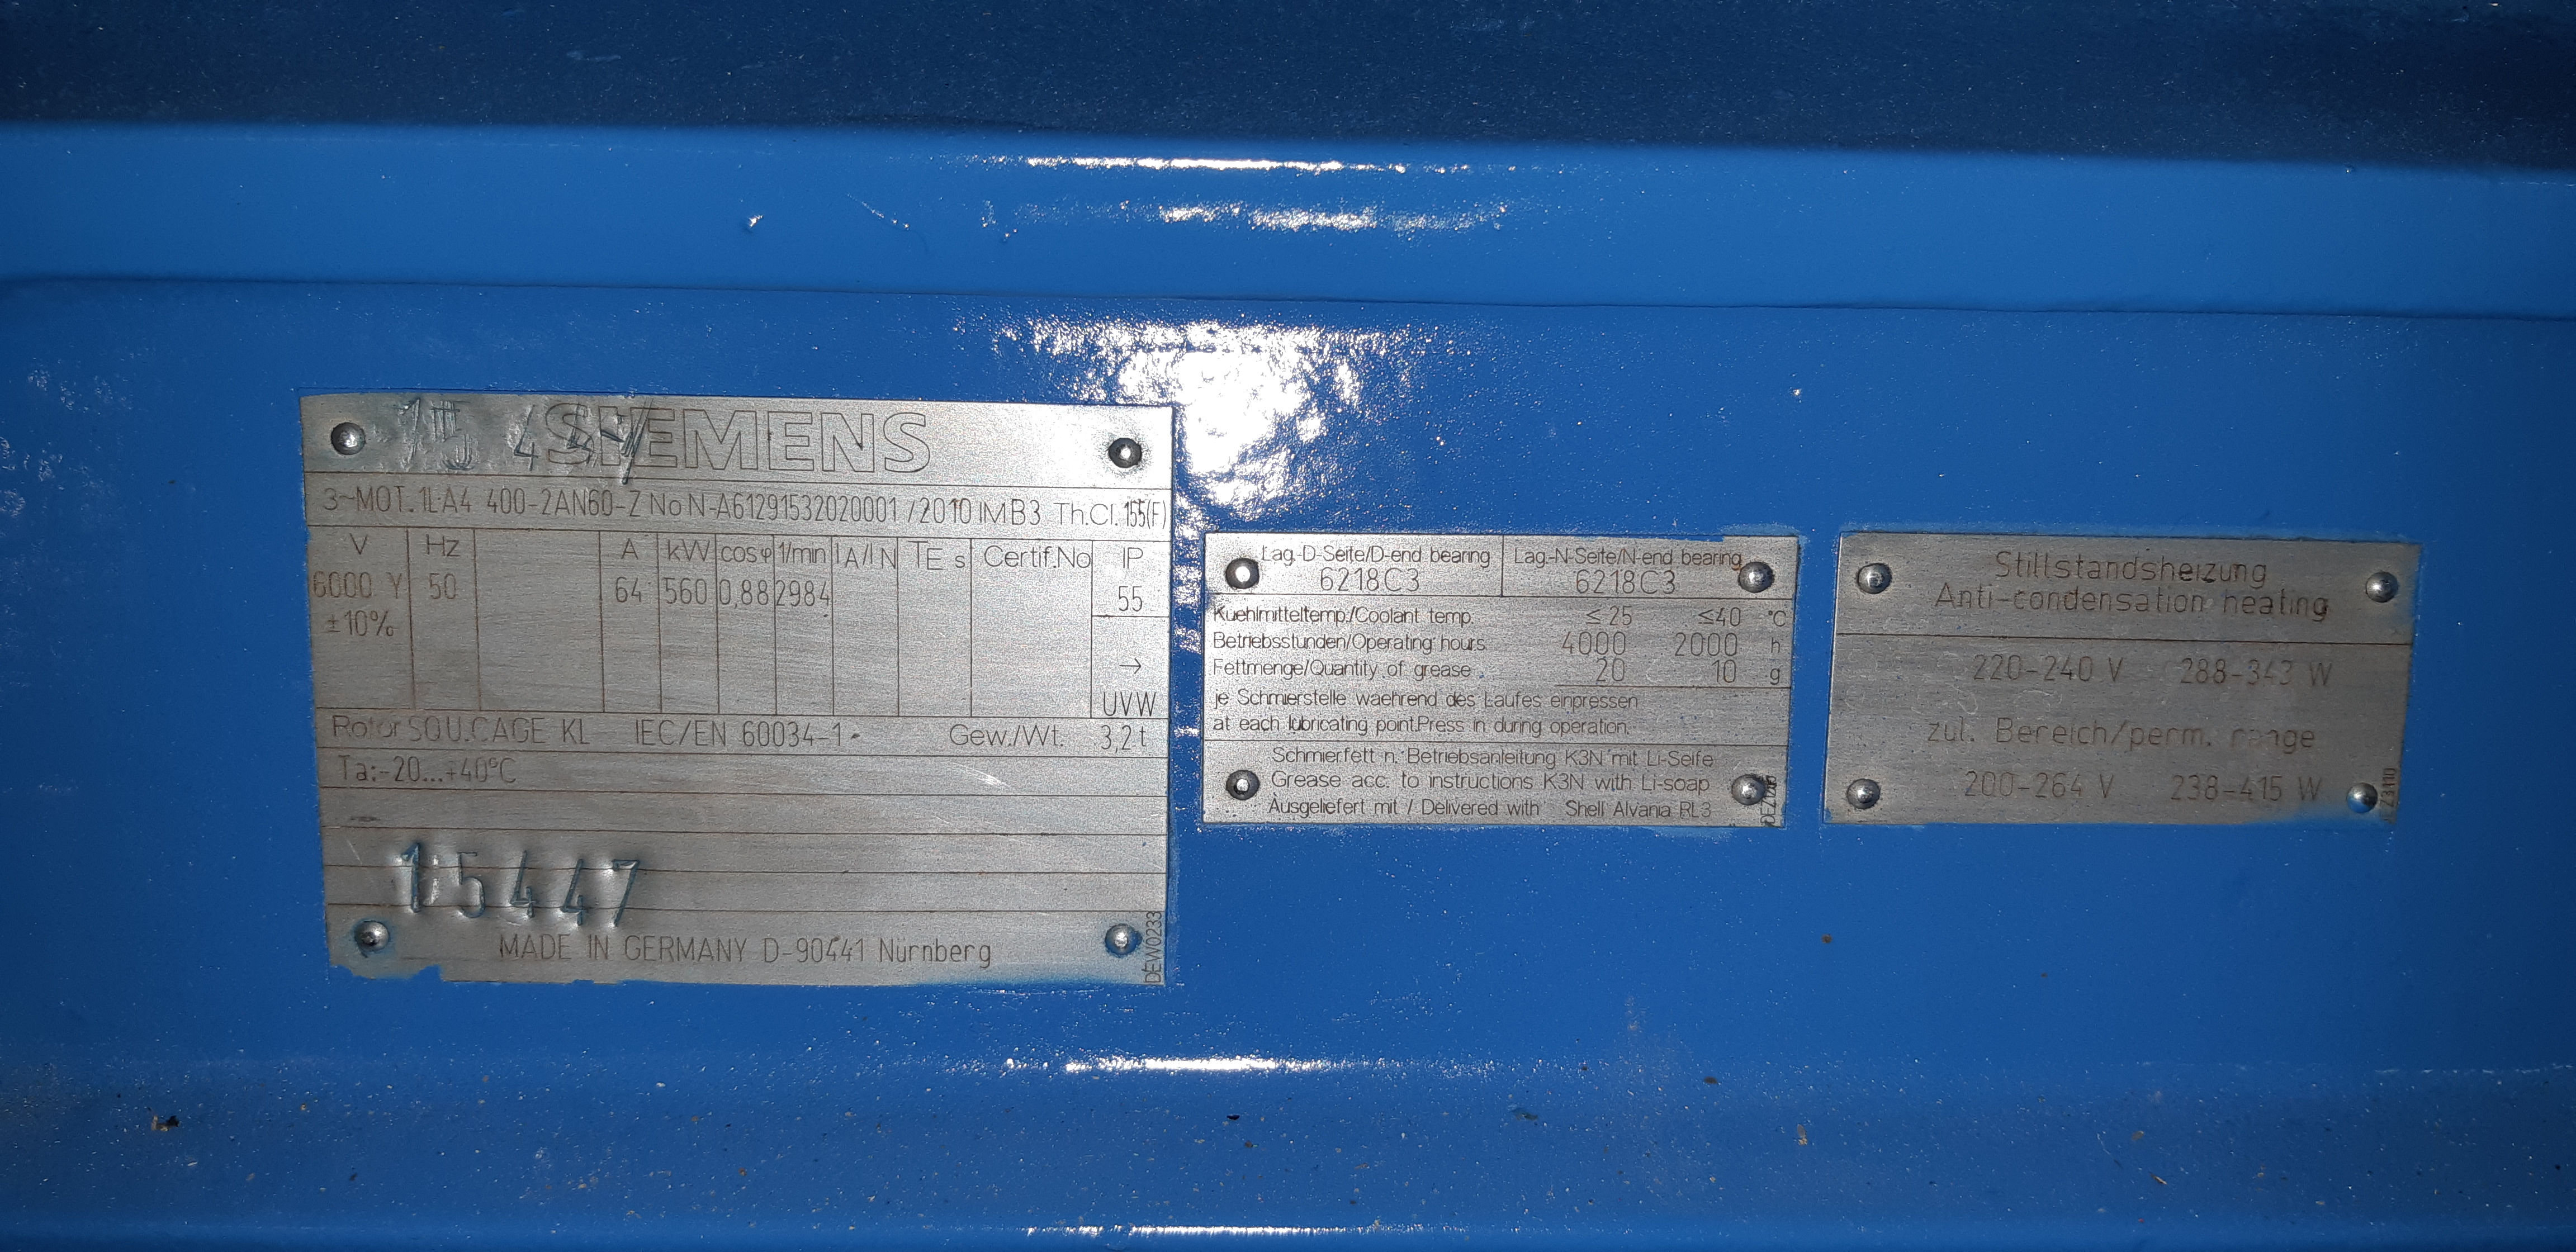 SIEMENS
3~MOT. 1LA4 400-2AN60-Z No N-A61291532020001 /2010 IM B3 Th.Cl. 155(F)
V Hz A kW cosφ 1/min IA/IN TE s Certif.No IP
6000 Y 50 64 560 0,88 2984 55
±10%
→
UVW
Rotor SQU.CAGE KL IEC/EN 60034-1 Gew./Wt. 3,2 t
Ta:-20...+40°C
15447
MADE IN GERMANY D-90441 Nürnberg
DEWO233
Lag.-D-Seite/D-end bearing Lag.-N-Seite/N-end bearing
6218C3 6218C3
Kuehlmitteltemp./Coolant temp. ≤ 25 ≤40 °C
Betriebsstunden/Operating hours 4000 2000 h
Fettmenge/Quantity of grease 20 10 g
je Schmierstelle waehrend des Laufes einpressen
at each lubricating point.Press in during operation.
Schmierfett n. Betriebsanleitung K3N mit Li-Seife
Grease acc. to instructions K3N with Li-soap
Ausgeliefert mit / Delivered with Shell Alvania RL3
Stillstandsheizung
Anti-condensation heating
220-240 V 288-343 W
zul. Bereich/perm. range
200-264 V 238-415 W